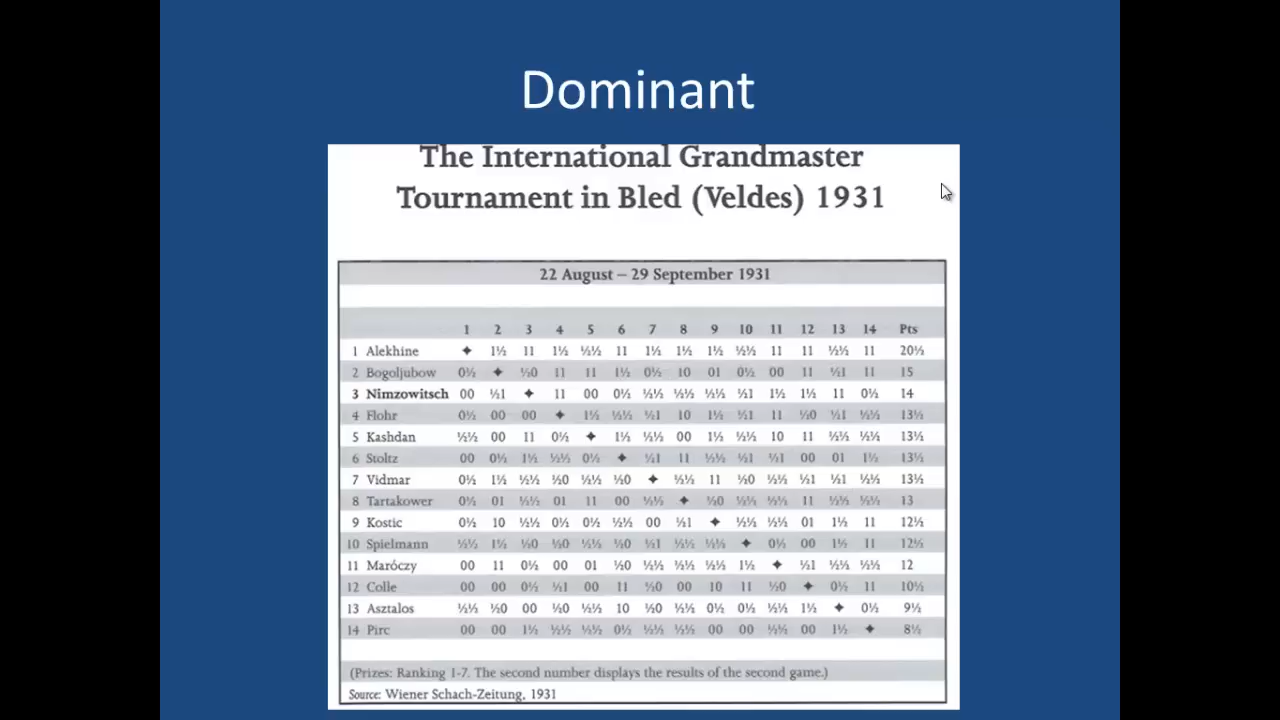 Dominant
The International Grandmaster
Tournament in Bled (Veldes) 1931
22 August – 29 September 1931
1 2 3 4 5 6 7 8 9 10 11 12 13 14 Pts
1 Alekhine ✦ 1½ 11 1½ ½½ 11 1½ 1½ 1½ ½½ 11 11 ½½ 11 20½
2 Bogoljubow 0½ ✦ ½0 11 11 1½ 0½ 10 01 0½ 00 11 ½1 11 15
3 Nimzowitsch 00 ½1 ✦ 11 00 0½ ½½ ½½ ½½ ½1 1½ 1½ 11 0½ 14
4 Flohr 0½ 00 00 ✦ 1½ ½½ ½1 10 1½ ½1 11 ½0 ½1 ½½ 13½
5 Kashdan ½½ 00 11 0½ ✦ 1½ ½½ 00 1½ ½½ 10 11 ½½ ½½ 13½
6 Stoltz 00 0½ 1½ ½½ 0½ ✦ ½1 11 ½½ ½1 ½1 00 01 1½ 13½
7 Vidmar 0½ 1½ ½½ ½0 ½½ ½0 ✦ ½½ 11 ½0 ½½ ½1 ½1 ½½ 13½
8 Tartakower 0½ 01 ½½ 01 11 00 ½½ ✦ ½0 ½½ ½½ 11 ½½ ½½ 13
9 Kostic 0½ 10 ½½ 0½ 0½ ½½ 00 ½1 ✦ ½½ ½½ 01 1½ 11 12½
10 Spielmann ½½ 1½ ½0 ½0 ½½ ½0 ½1 ½½ ½½ ✦ 0½ 00 1½ 11 12½
11 Maróczy 00 11 0½ 00 01 ½0 ½½ ½½ ½½ 1½ ✦ ½1 ½½ ½½ 12
12 Colle 00 00 0½ ½1 00 11 ½0 00 10 11 ½0 ✦ 0½ 11 10½
13 Asztalos ½½ ½0 00 ½0 ½½ 10 ½0 ½½ 0½ 0½ ½½ 1½ ✦ 0½ 9½
14 Pirc 00 00 1½ ½½ ½½ 0½ ½½ ½½ 00 00 ½½ 00 1½ ✦ 8½
(Prizes: Ranking 1-7. The second number displays the results of the second game.)
Source: Wiener Schach-Zeitung, 1931